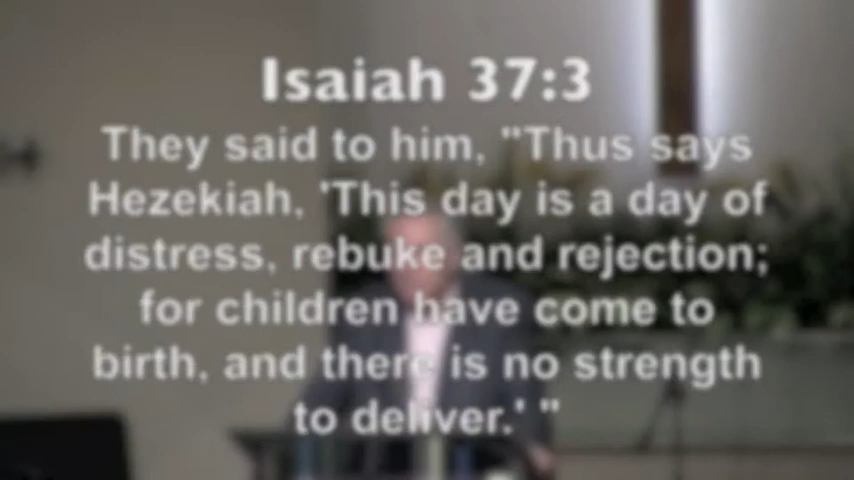 Isaiah 37:3
They said to him, "Thus says
Hezekiah, 'This day is a day of
distress, rebuke and rejection;
for children have come to
birth, and there is no strength
to deliver.' "